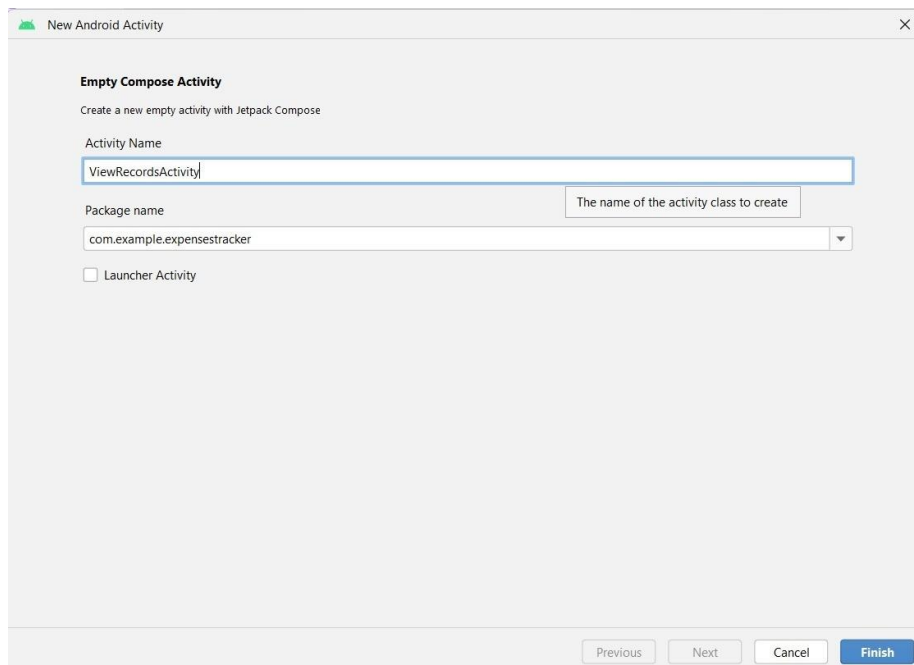 New Android Activity
Empty Compose Activity
Create a new empty activity with Jetpack Compose
Activity Name
ViewRecordsActivity
The name of the activity class to create
Package name
com.example.expensestracker
Launcher Activity
Previous Next Cancel Finish